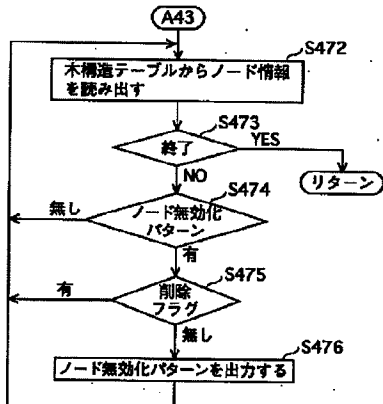 A43
S472
木構造テーブルからノード情報
を読み出す
S473
終了
YES
NO
リターン
S474
無し
ノード無効化
パターン
有
S475
有
削除
フラグ
無し
S476
ノード無効化パターンを出力する